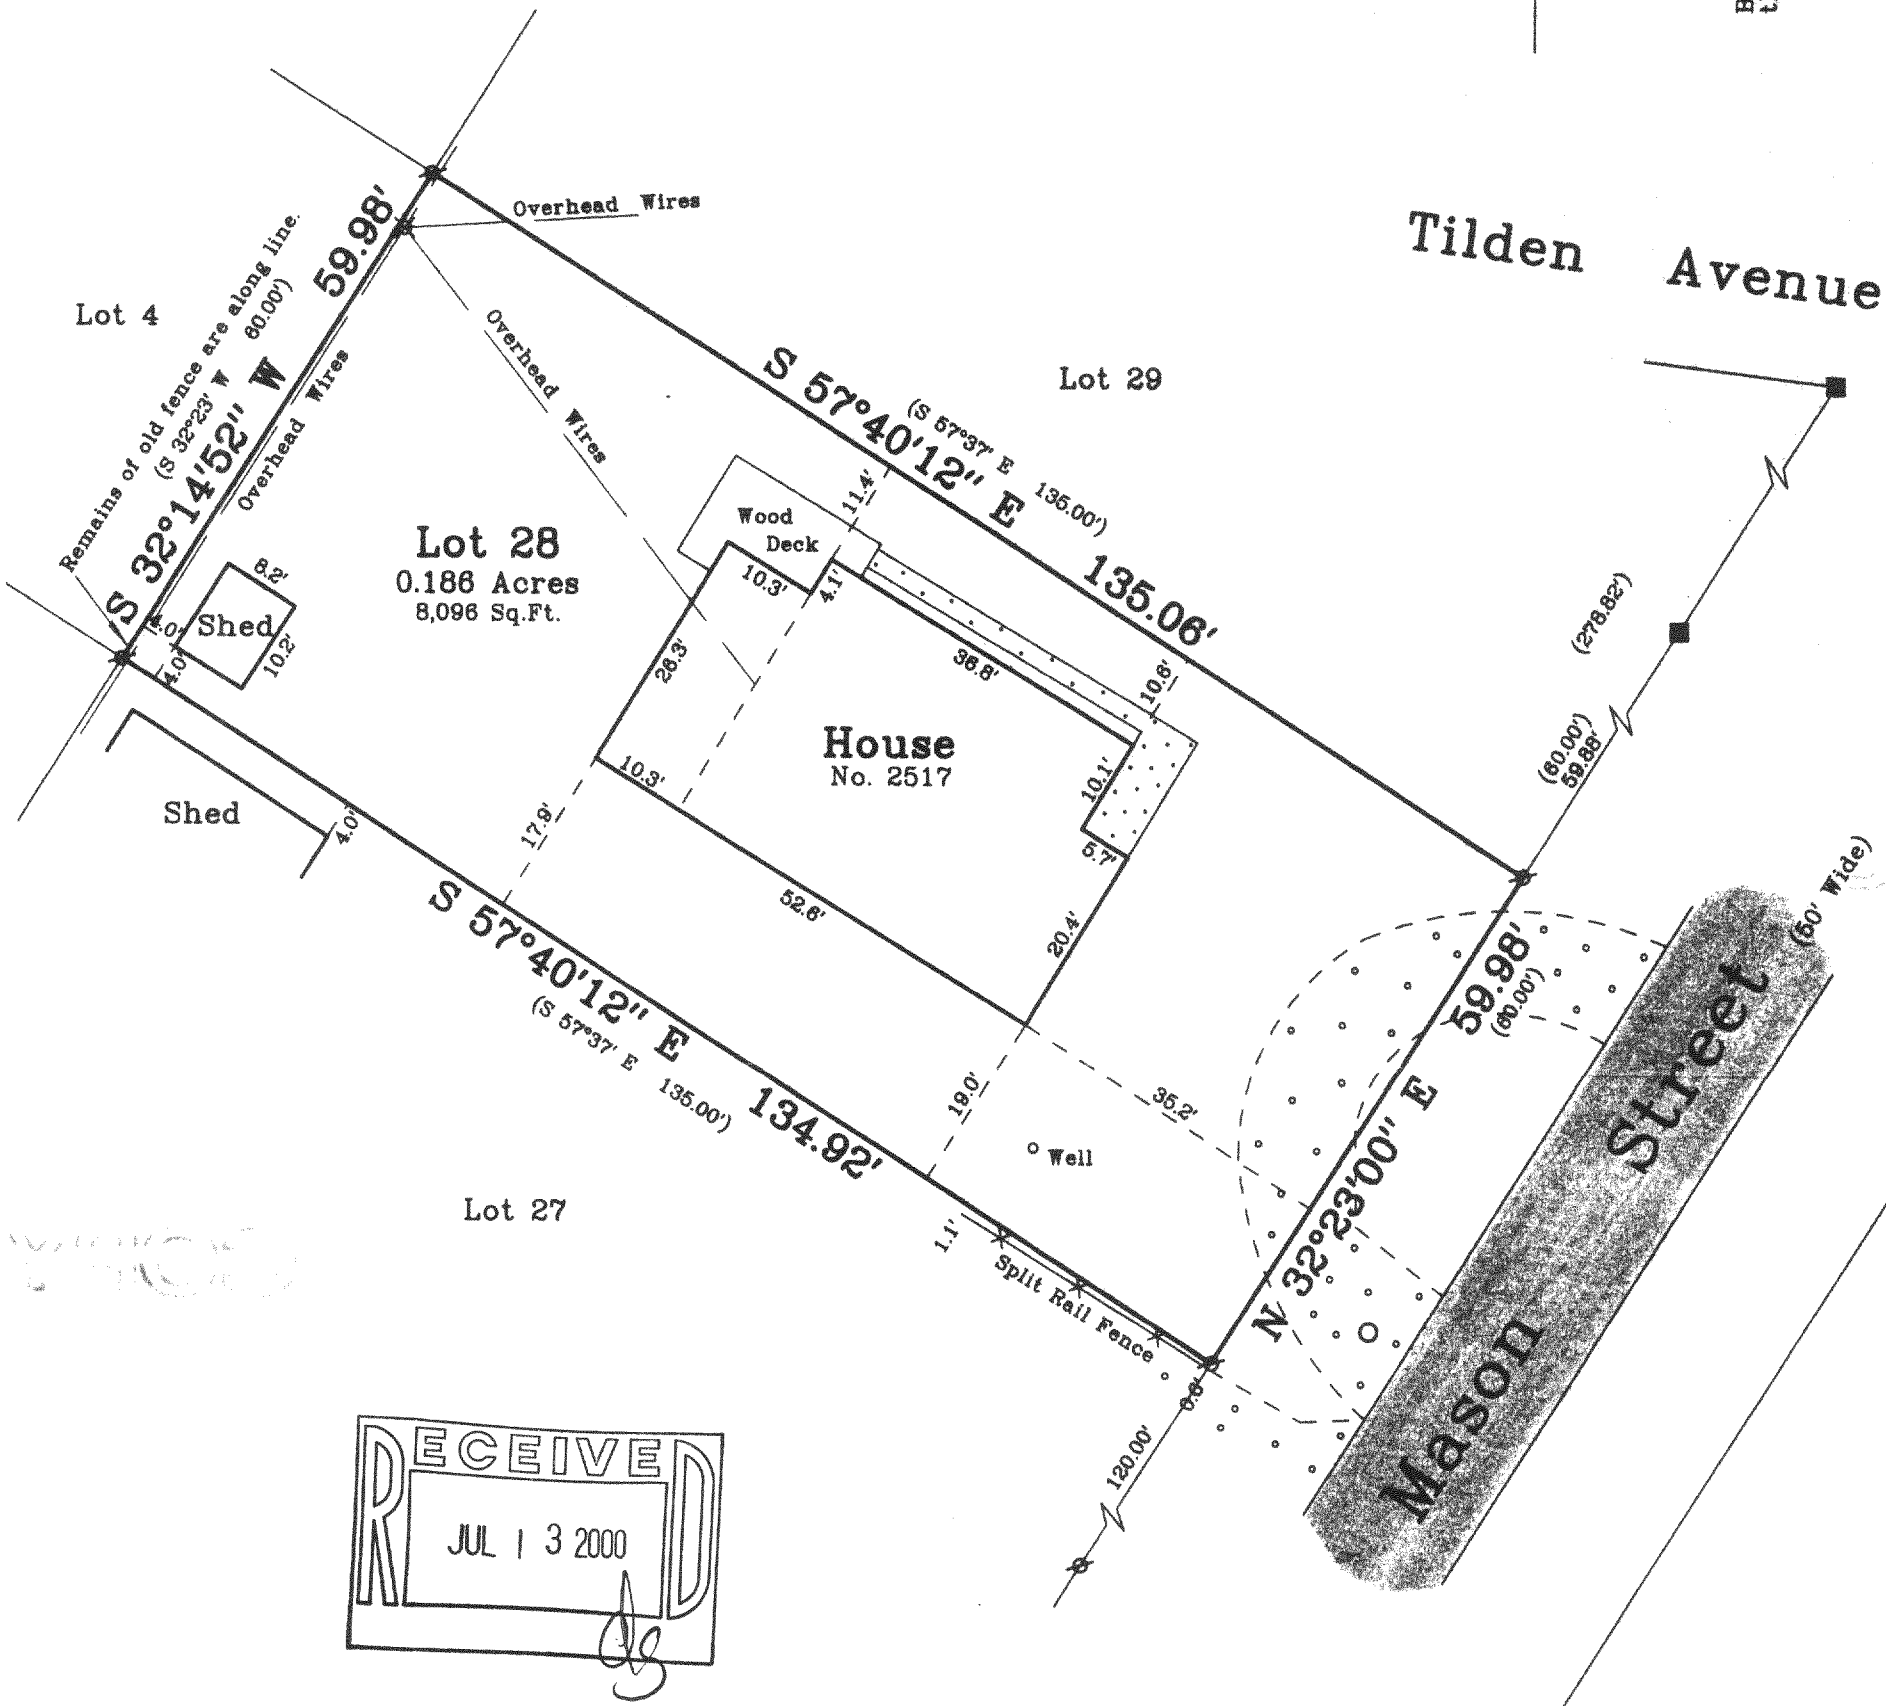 Tilden Avenue
Overhead Wires
59.98'
Remains of old fence are along line.
(S 32°23' W 60.00')
S 32°14'52" W
Overhead Wires
Overhead Wires
Lot 4
Lot 29
S 57°40'12" E 135.06'
(S 57°37' E 135.00')
11.4'
Wood
Deck
10.3'
4.1'
Lot 28
0.186 Acres
8,096 Sq.Ft.
8.2'
Shed
10.2'
4.0'
4.0'
(278.82')
26.3'
36.8'
10.6'
House
No. 2517
10.1'
(60.00')
59.88'
10.3'
5.7'
Shed
4.0'
17.9'
52.6'
20.4'
(50' Wide)
59.98'
(60.00')
S 57°40'12" E 134.92'
(S 57°37' E 135.00')
19.0'
35.2'
Well
N 32°23'00" E
Mason Street
Lot 27
1.1'
Split Rail Fence
0.6'
120.00'
RECEIVED
JUL 13 2000